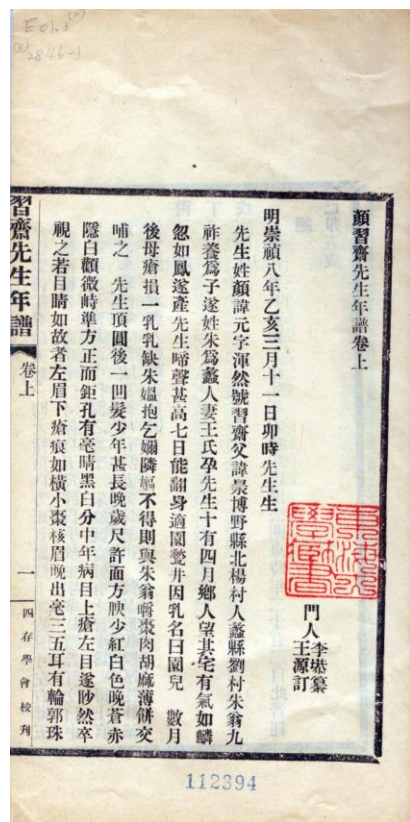 顏習齋先生年譜卷上
門人李塨纂
王源訂
明崇禎八年乙亥三月十一日卯時先生生
先生姓顏諱元字渾然號習齋父諱㫤博野縣北楊村人蠡縣劉村朱翁九
祚養為子遂姓朱為蠡人妻王氏孕先生十有四月鄉人望其宅有氣如麟
忽如鳳遂產先生啼聲甚高七日能翻身適園甃井因乳名曰園兒 數月
後母瘡損一乳乳缺朱媼抱乞嬭隣嫗不得則與朱翁嚼棗肉胡麻薄餅交
哺之 先生頂圓後一凹髮少年甚長晚歲尺許面方腴少紅白色晚蒼赤
隱白顴微峙準方正而鉅孔有毫睛黑白分中年病目上瘡左目遂眇然卒
視之若目睛如故者左眉下瘡痕如橫小棗核眉晚出毫三五耳有輪郭珠
習齋先生年譜 卷上
一
四存學會校刊
112394